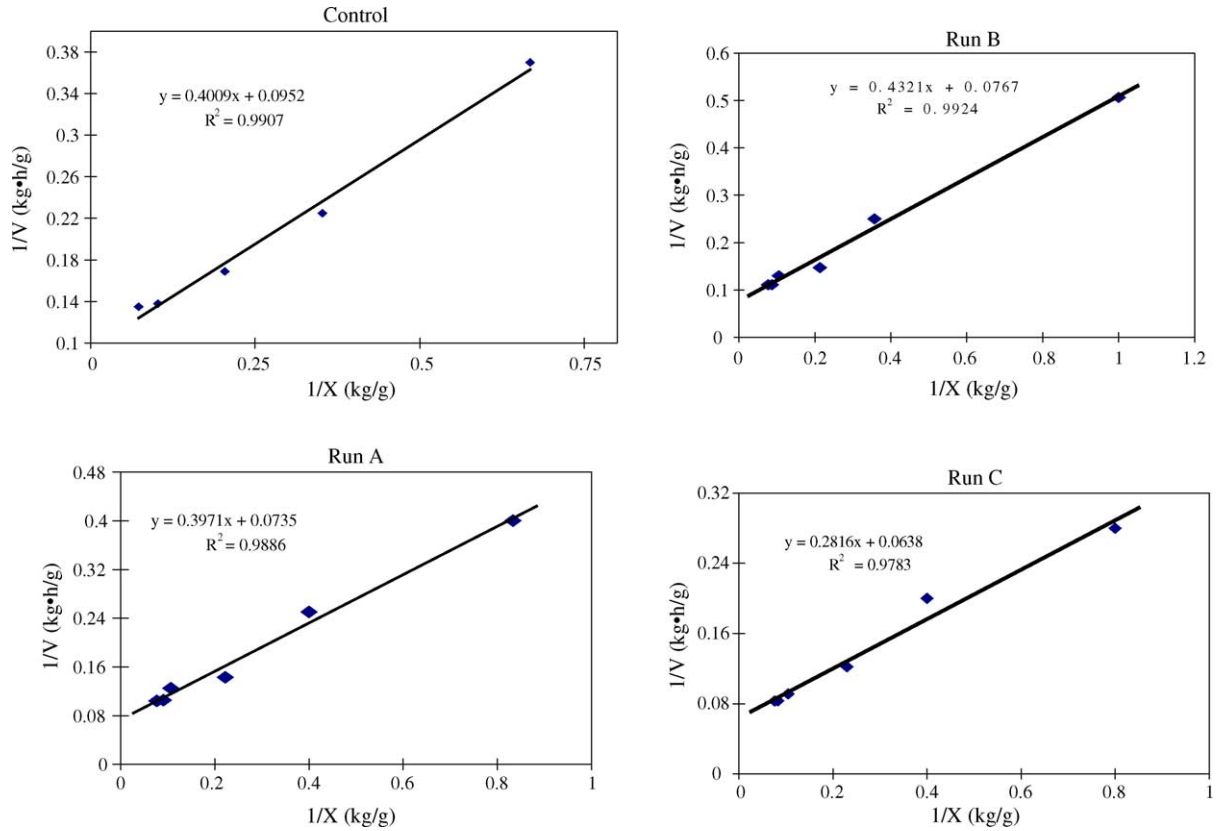 Control
0.38
0.34
0.3
0.26
0.22
0.18
0.14
0.1
1/V (kg•h/g)
y = 0.4009x + 0.0952
R² = 0.9907
0
0.25
0.5
0.75
1/X (kg/g)
Run B
0.6
0.5
0.4
0.3
0.2
0.1
0
1/V (kg•h/g)
y = 0.4321x + 0.0767
R² = 0.9924
0
0.2
0.4
0.6
0.8
1
1.2
1/X (kg/g)
Run A
0.48
0.4
0.32
0.24
0.16
0.08
0
1/V (kg•h/g)
y = 0.3971x + 0.0735
R² = 0.9886
0
0.2
0.4
0.6
0.8
1
1/X (kg/g)
Run C
0.32
0.24
0.16
0.08
0
1/V (kg•h/g)
y = 0.2816x + 0.0638
R² = 0.9783
0
0.2
0.4
0.6
0.8
1
1/X (kg/g)